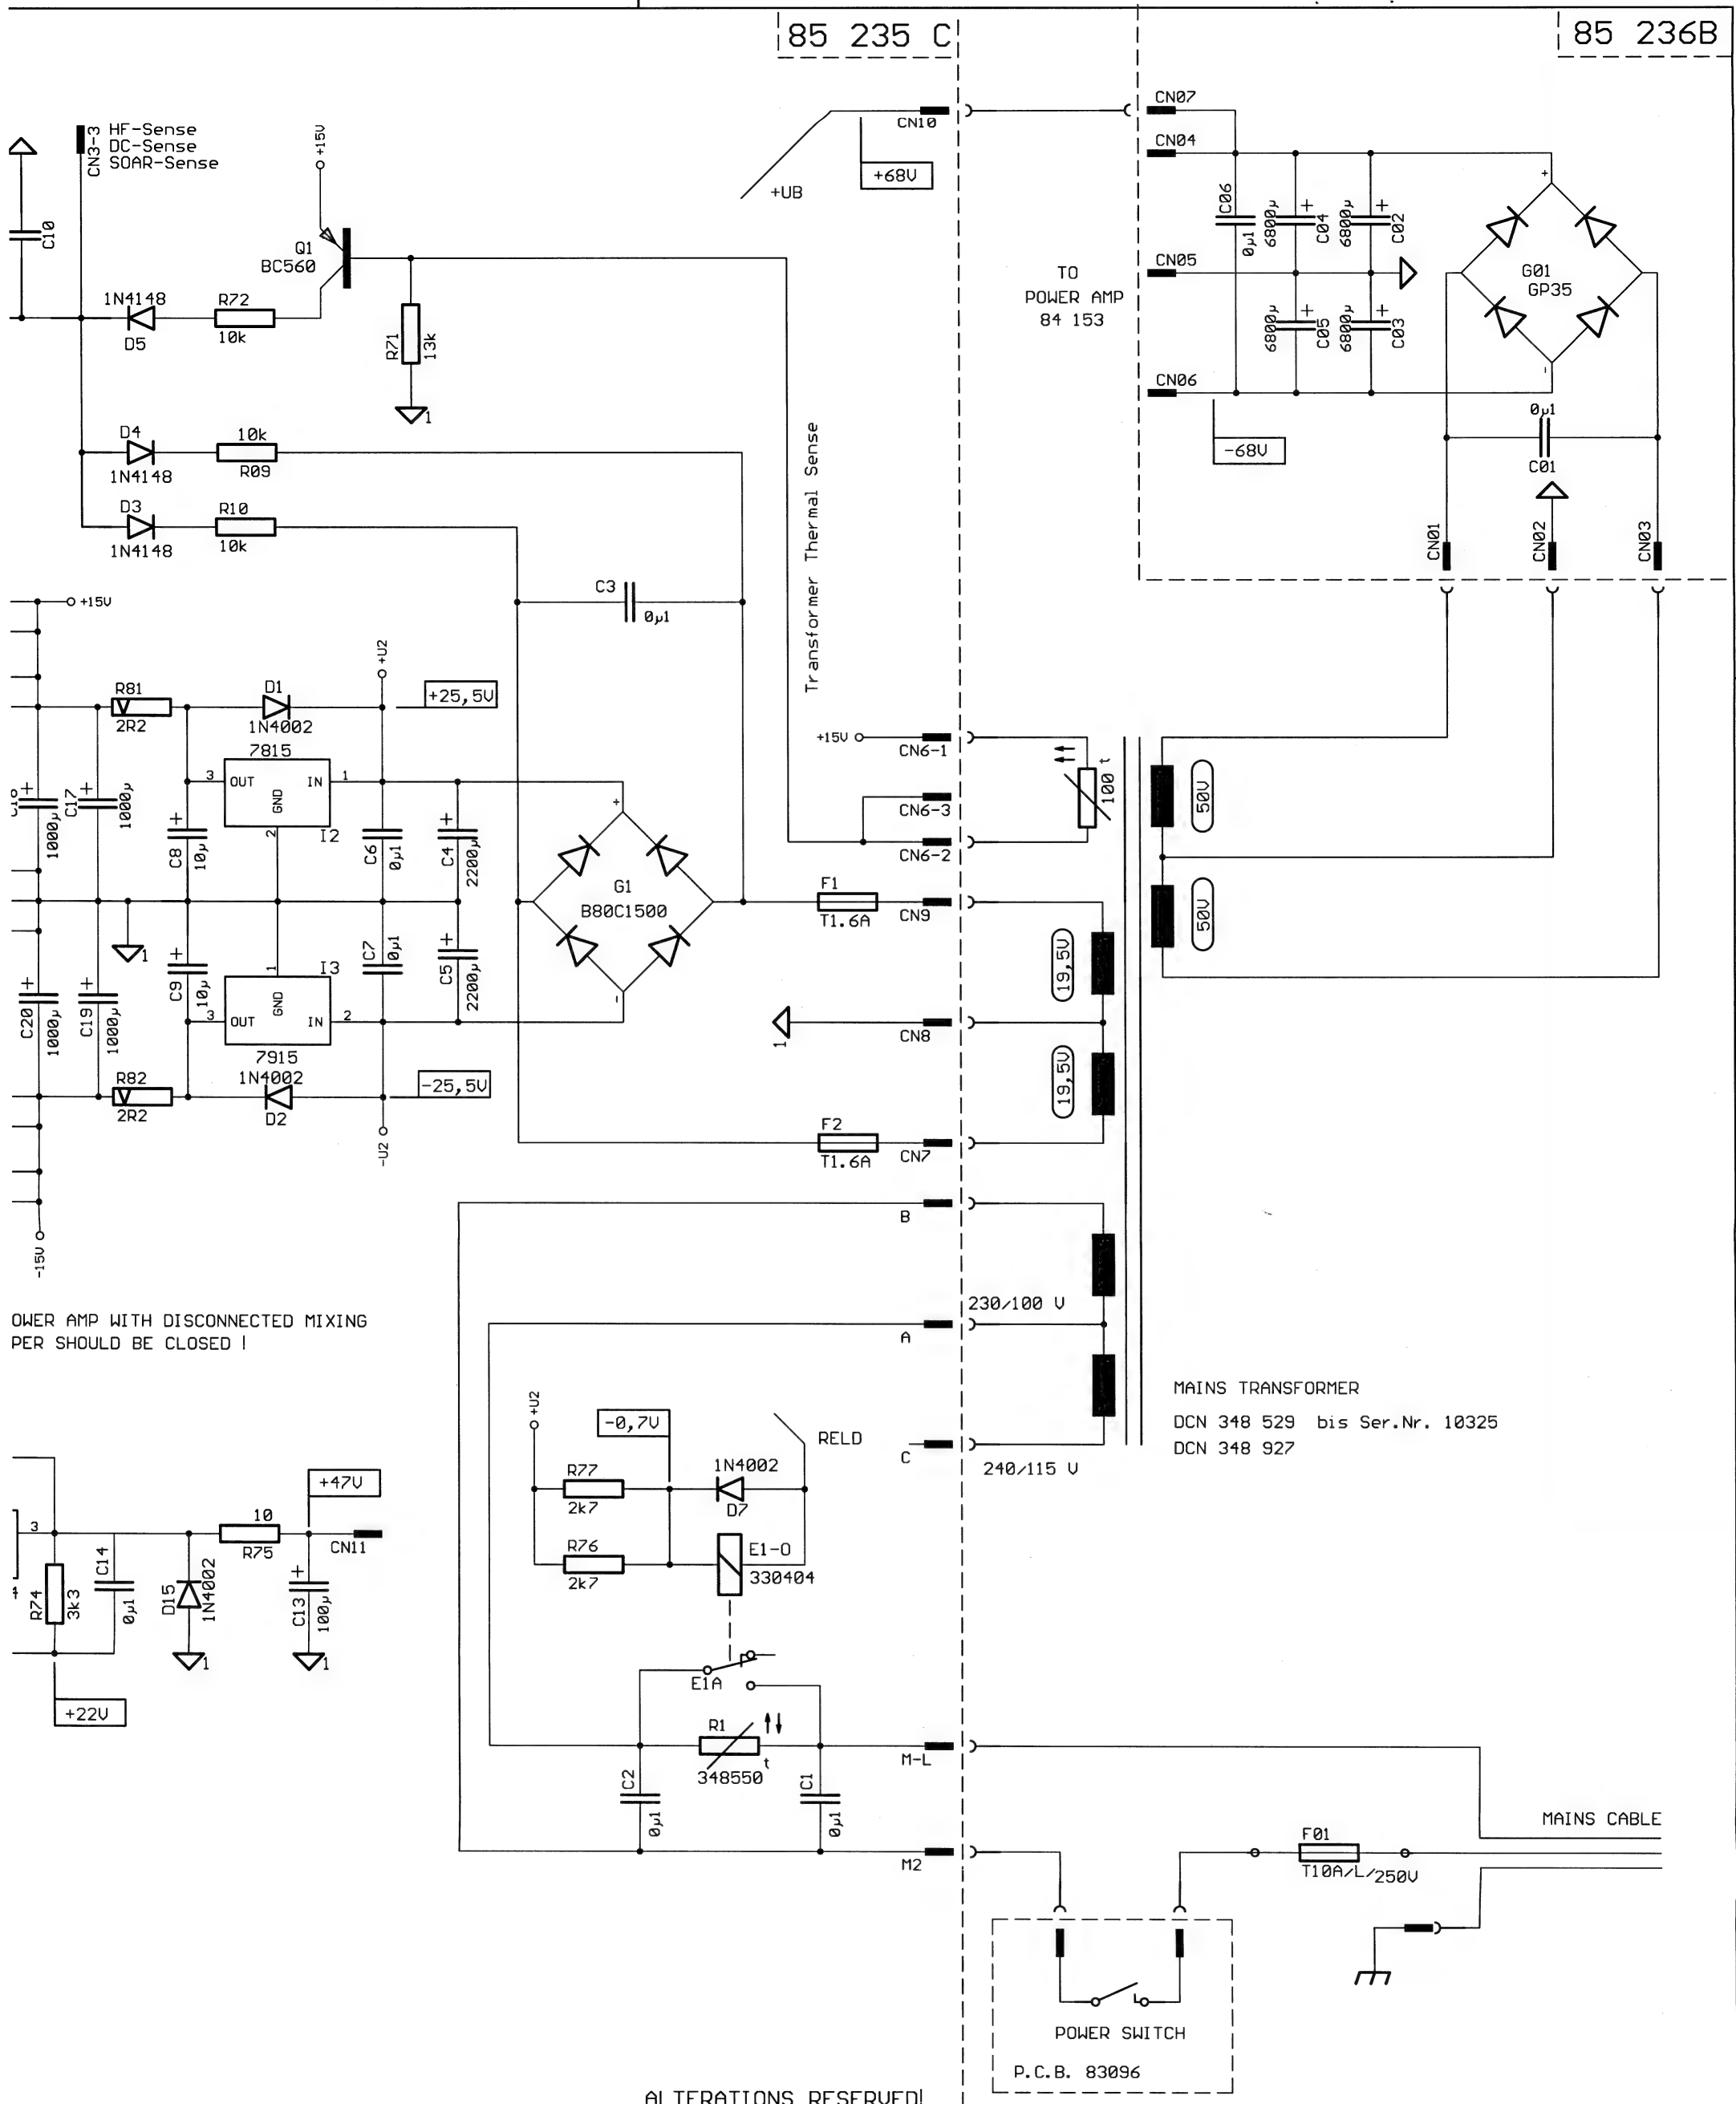 85 235 C
85 236B
CN3-3
HF-Sense
DC-Sense
SOAR-Sense
+15V
CN10
+68V
+UB
CN07
CN04
C06
0µ1
6800µ
+
C04
6800µ
+
C02
+
C10
Q1
BC560
TO
POWER AMP
84 153
CN05
G01
GP35
1N4148
D5
R72
10k
R71
13k
1
6800µ
+
C05
6800µ
+
C03
-
CN06
-68V
0µ1
C01
D4
1N4148
10k
R09
D3
1N4148
R10
10k
Transformer Thermal Sense
CN01
CN02
CN03
+15V
C3
0µ1
+U2
+25,5V
R81
2R2
D1
1N4002
7815
3
OUT
IN
1
GND
2
I2
+15V
CN6-1
CN6-3
CN6-2
100
t
50V
50V
+
1000µ
C17
+
1000µ
C8
+
10µ
C6
0µ1
C4
+
2200µ
+
G1
B80C1500
-
F1
T1.6A
CN9
1
C20
+
1000µ
C19
+
1000µ
C9
+
10µ
1
GND
I3
3
OUT
IN
2
7915
C7
0µ1
C5
+
2200µ
19,5V
1
CN8
19,5V
R82
2R2
1N4002
D2
-25,5V
-U2
F2
T1.6A
CN7
B
-15V
OWER AMP WITH DISCONNECTED MIXING
PER SHOULD BE CLOSED !
230/100 V
A
MAINS TRANSFORMER
DCN 348 529 bis Ser.Nr. 10325
DCN 348 927
+U2
-0,7V
RELD
C
240/115 V
R77
2k7
1N4002
D7
R76
2k7
E1-O
330404
+47V
3
10
R75
CN11
4
R74
3k3
C14
0µ1
D15
1N4002
1
C13
+
100µ
1
+22V
E1A
R1
348550
t
M-L
C2
0µ1
C1
0µ1
M2
MAINS CABLE
F01
T10A/L/250V
POWER SWITCH
P.C.B. 83096
ALTERATIONS RESERVED!